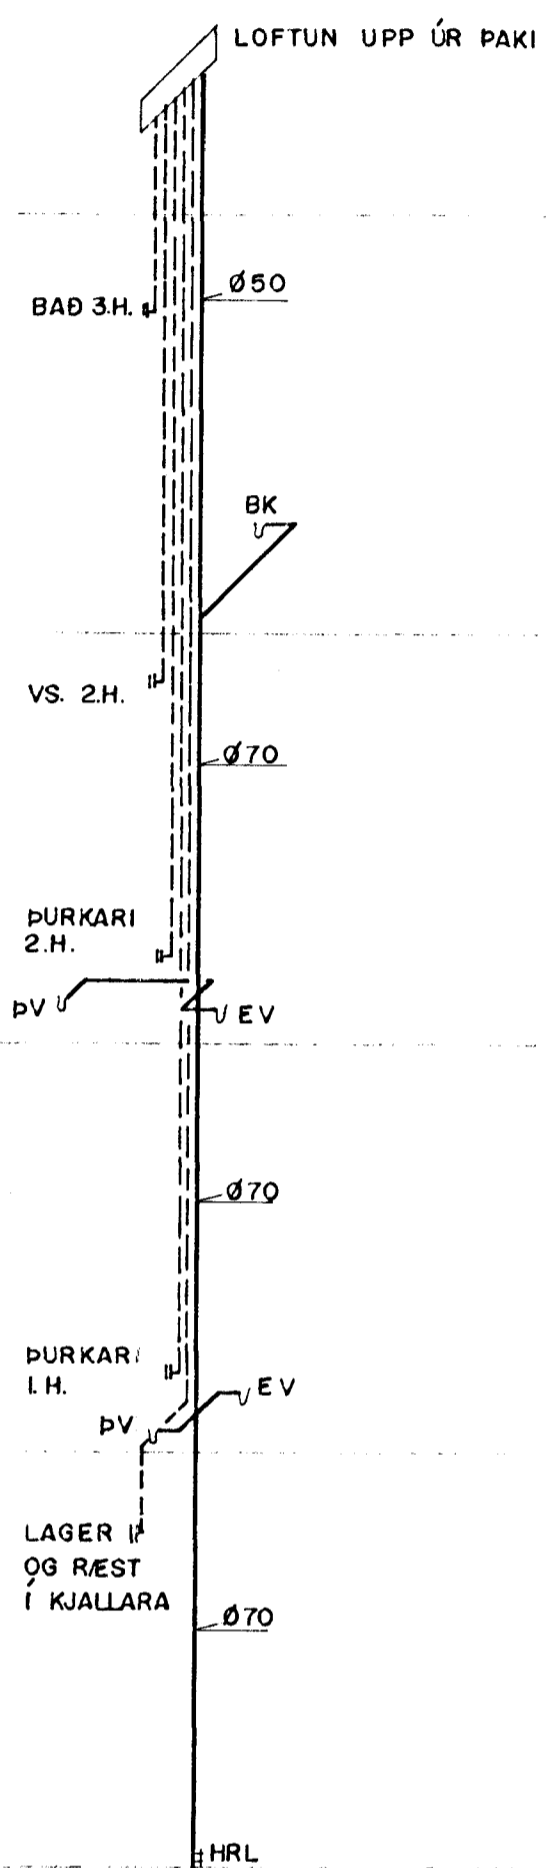 LOFTUN UPP ÚR ÞAKI
Ø50
BAÐ 3.H.
BK
VS. 2.H.
Ø70
ÞURKARI
2.H.
ÞV
EV
Ø70
ÞURKARI
1.H.
EV
ÞV
LAGER
OG RÆST
Í KJALLARA
Ø70
HRL